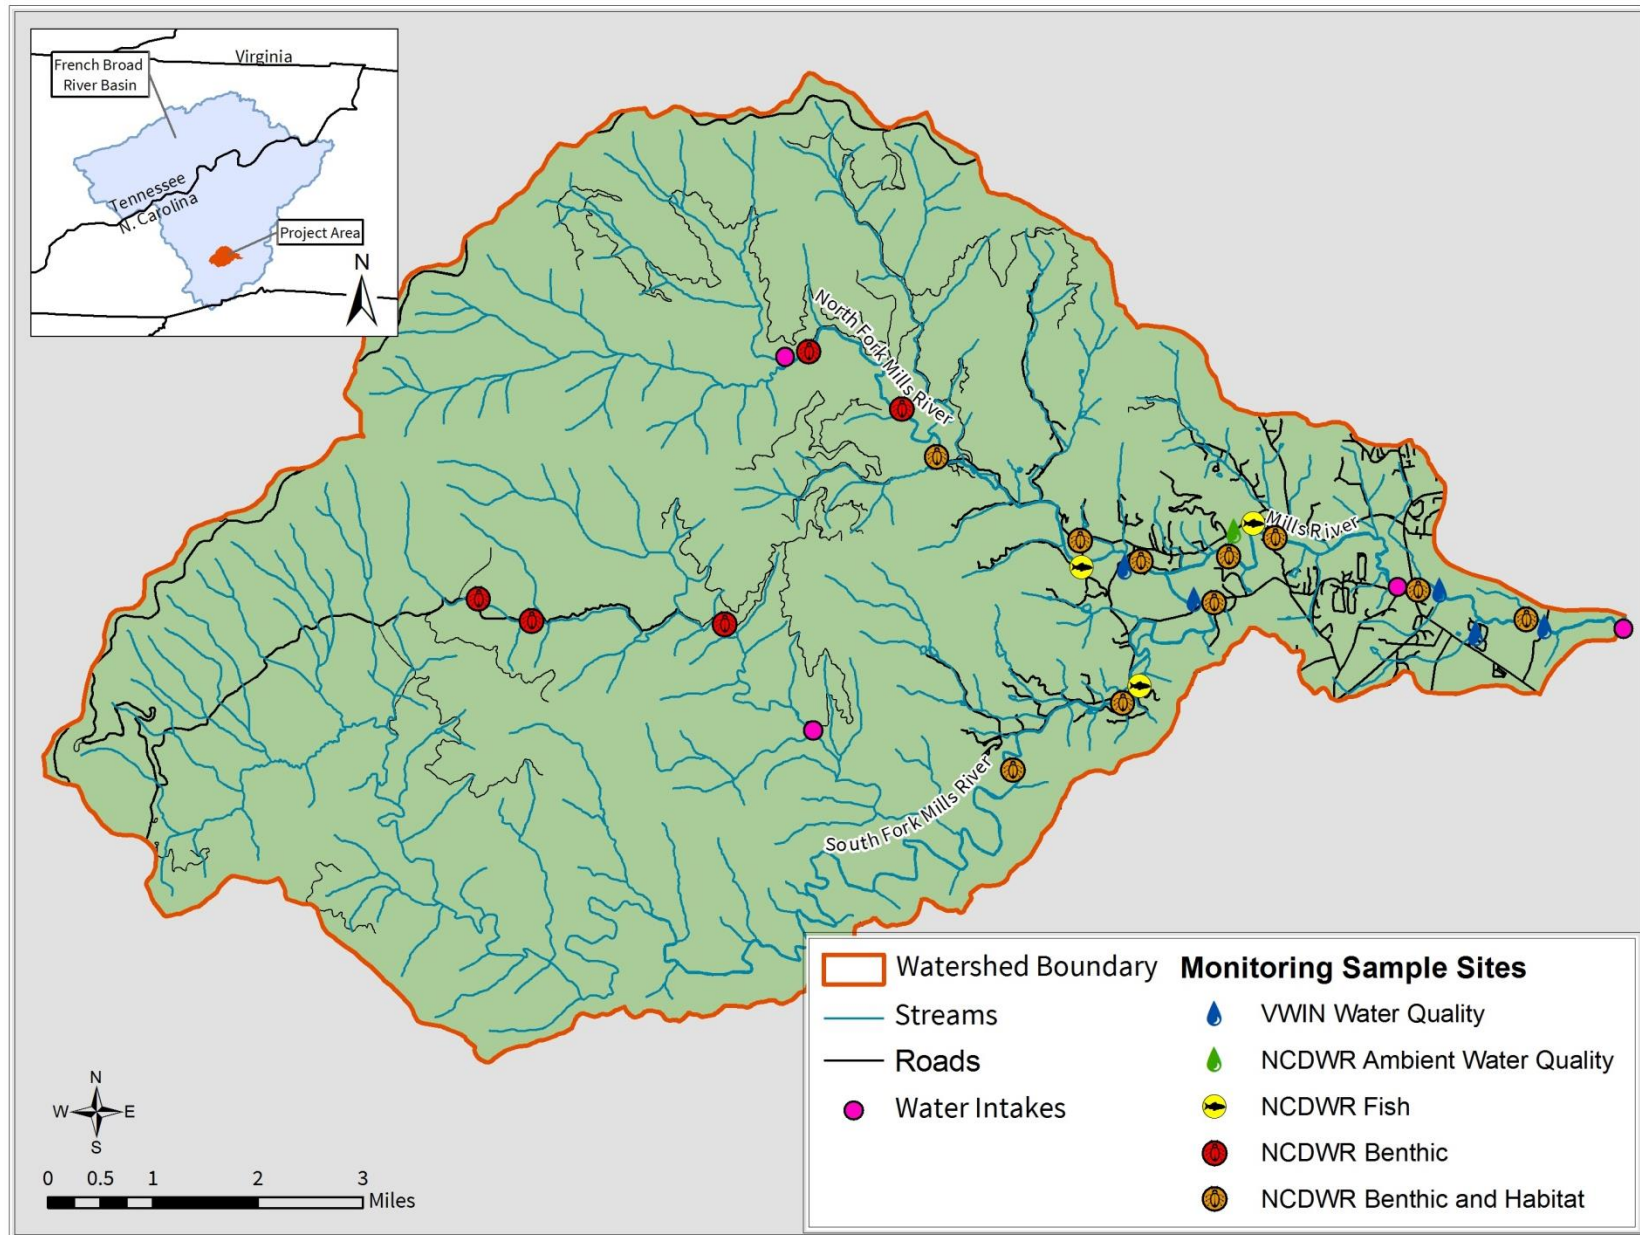 Virginia
French Broad
River Basin
Tennessee
N. Carolina
Project Area
N
North Fork Mills River
Mills River
South Fork Mills River
Watershed Boundary
Streams
Roads
Water Intakes
Monitoring Sample Sites
VWIN Water Quality
NCDWR Ambient Water Quality
NCDWR Fish
NCDWR Benthic
NCDWR Benthic and Habitat
N
W E
S
0 0.5 1 2 3
Miles